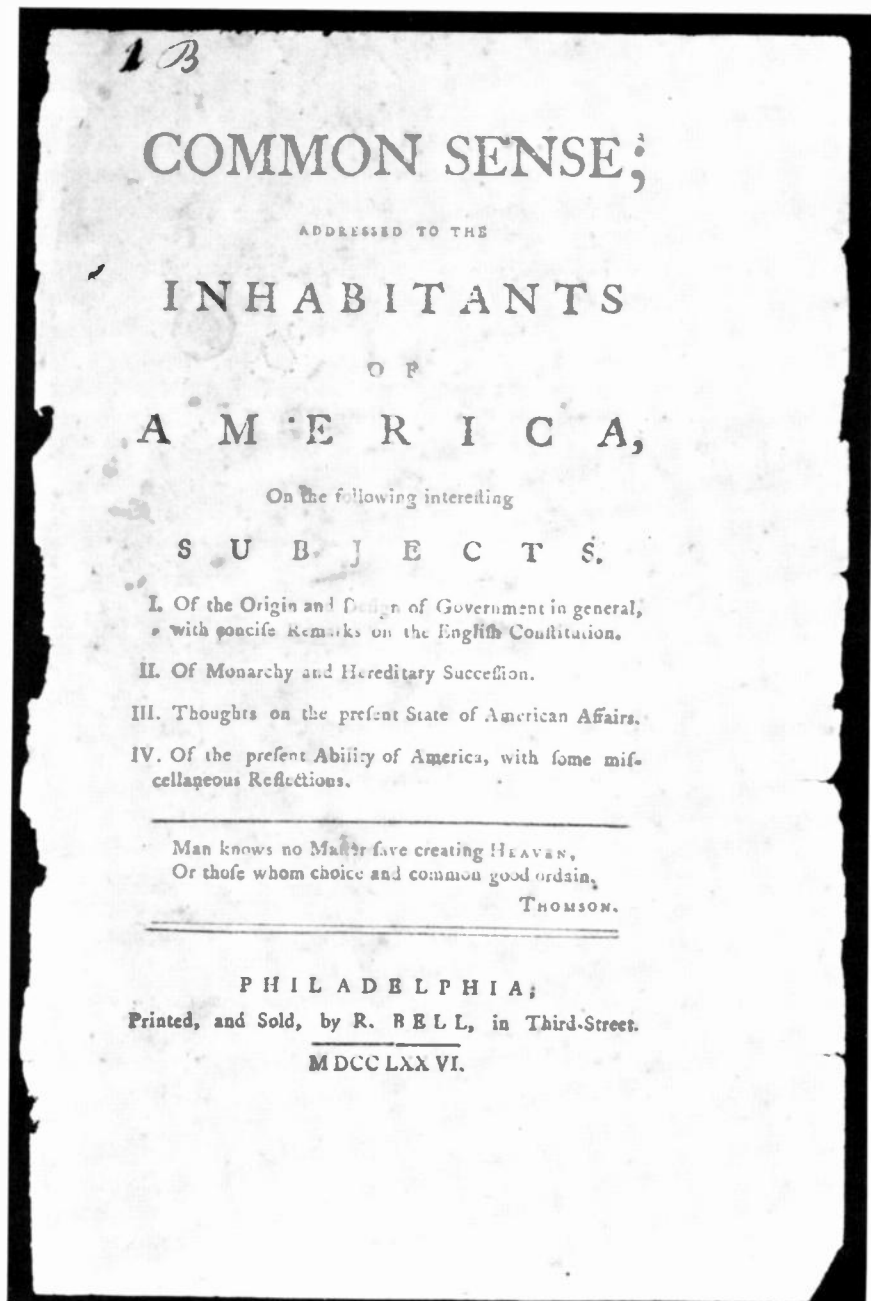 1 B
COMMON SENSE;
ADDRESSED TO THE
INHABITANTS
OF
AMERICA,
On the following intereſting
SUBJECTS.
I. Of the Origin and Deſign of Government in general,
with conciſe Remarks on the Engliſh Conſtitution.
II. Of Monarchy and Hereditary Succeſſion.
III. Thoughts on the preſent State of American Affairs.
IV. Of the preſent Ability of America, with ſome miſ-
cellaneous Reflections.
Man knows no Maſter ſave creating HEAVEN,
Or thoſe whom choice and common good ordain.
THOMSON.
PHILADELPHIA;
Printed, and Sold, by R. BELL, in Third-Street.
MDCCLXXVI.